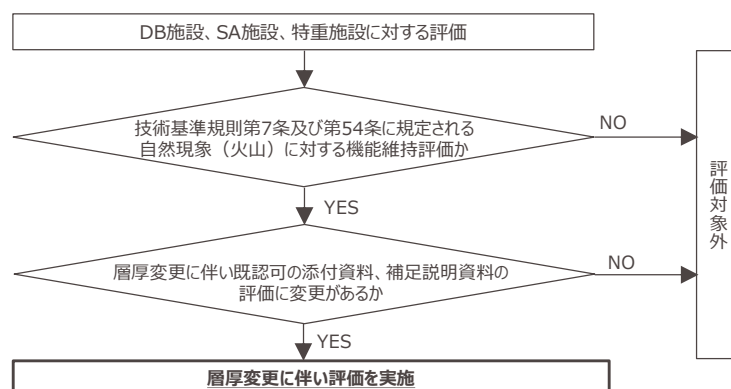 DB施設、SA施設、特重施設に対する評価
技術基準規則第7条及び第54条に規定される
自然現象（火山）に対する機能維持評価か
NO
YES
層厚変更に伴い既認可の添付資料、補足説明資料の
評価に変更があるか
NO
YES
層厚変更に伴い評価を実施
評価対象外